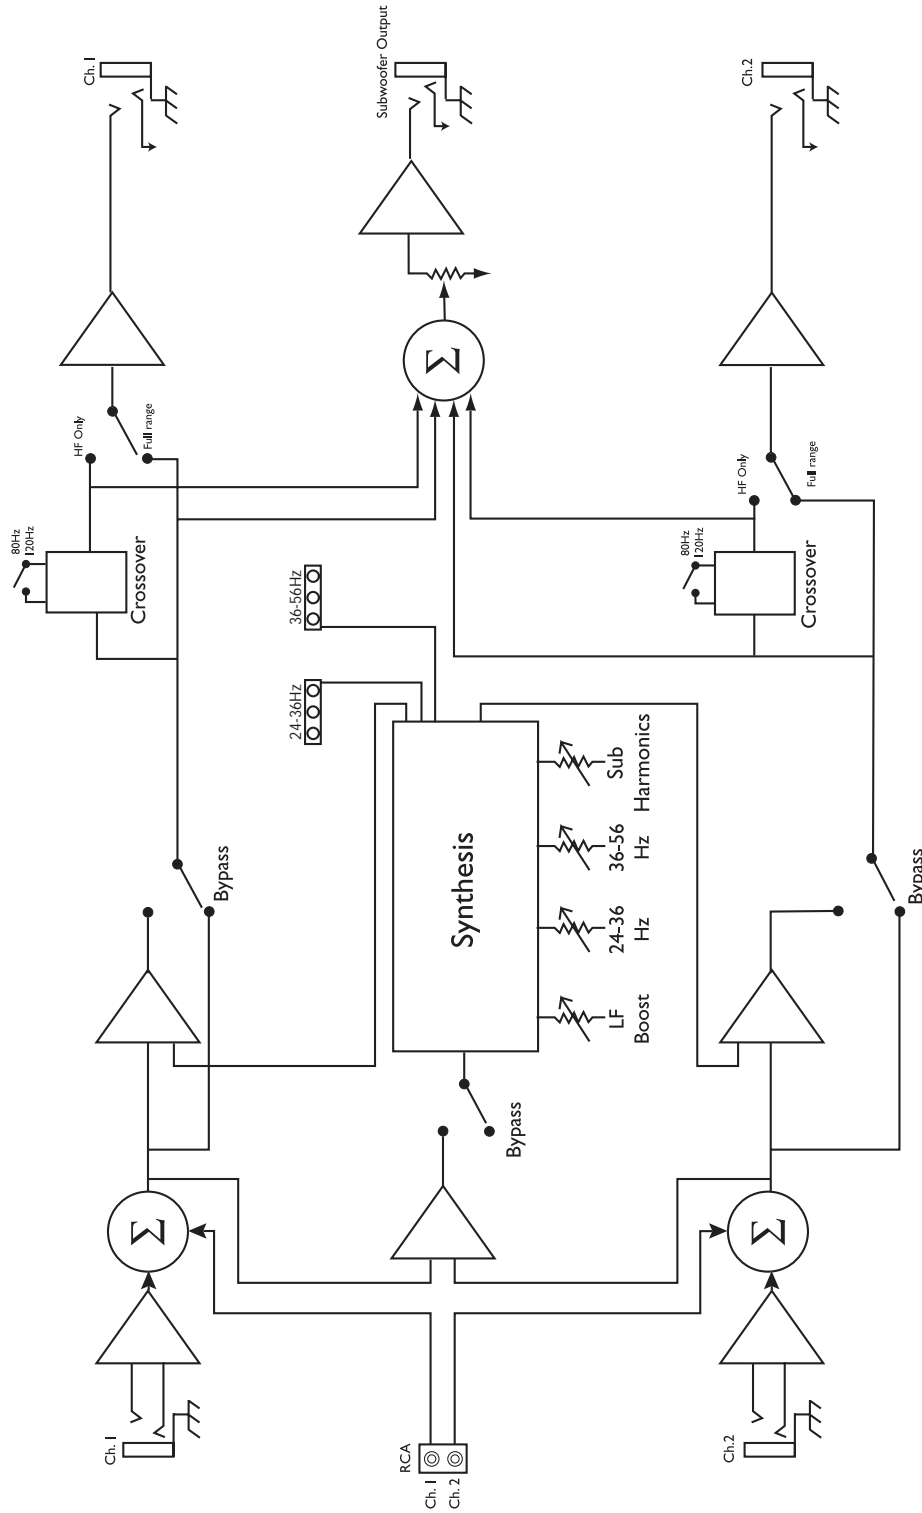 Ch. 1
Subwoofer Output
Ch.2
Σ
HF Only
Full range
80Hz
120Hz
Crossover
HF Only
Full range
80Hz
120Hz
Crossover
36-56Hz
24-36Hz
Synthesis
Sub
Harmonics
36-56
Hz
24-36
Hz
LF
Boost
Bypass
Bypass
Bypass
Σ
Σ
Ch. 1
RCA
Ch. 1
Ch. 2
Ch.2